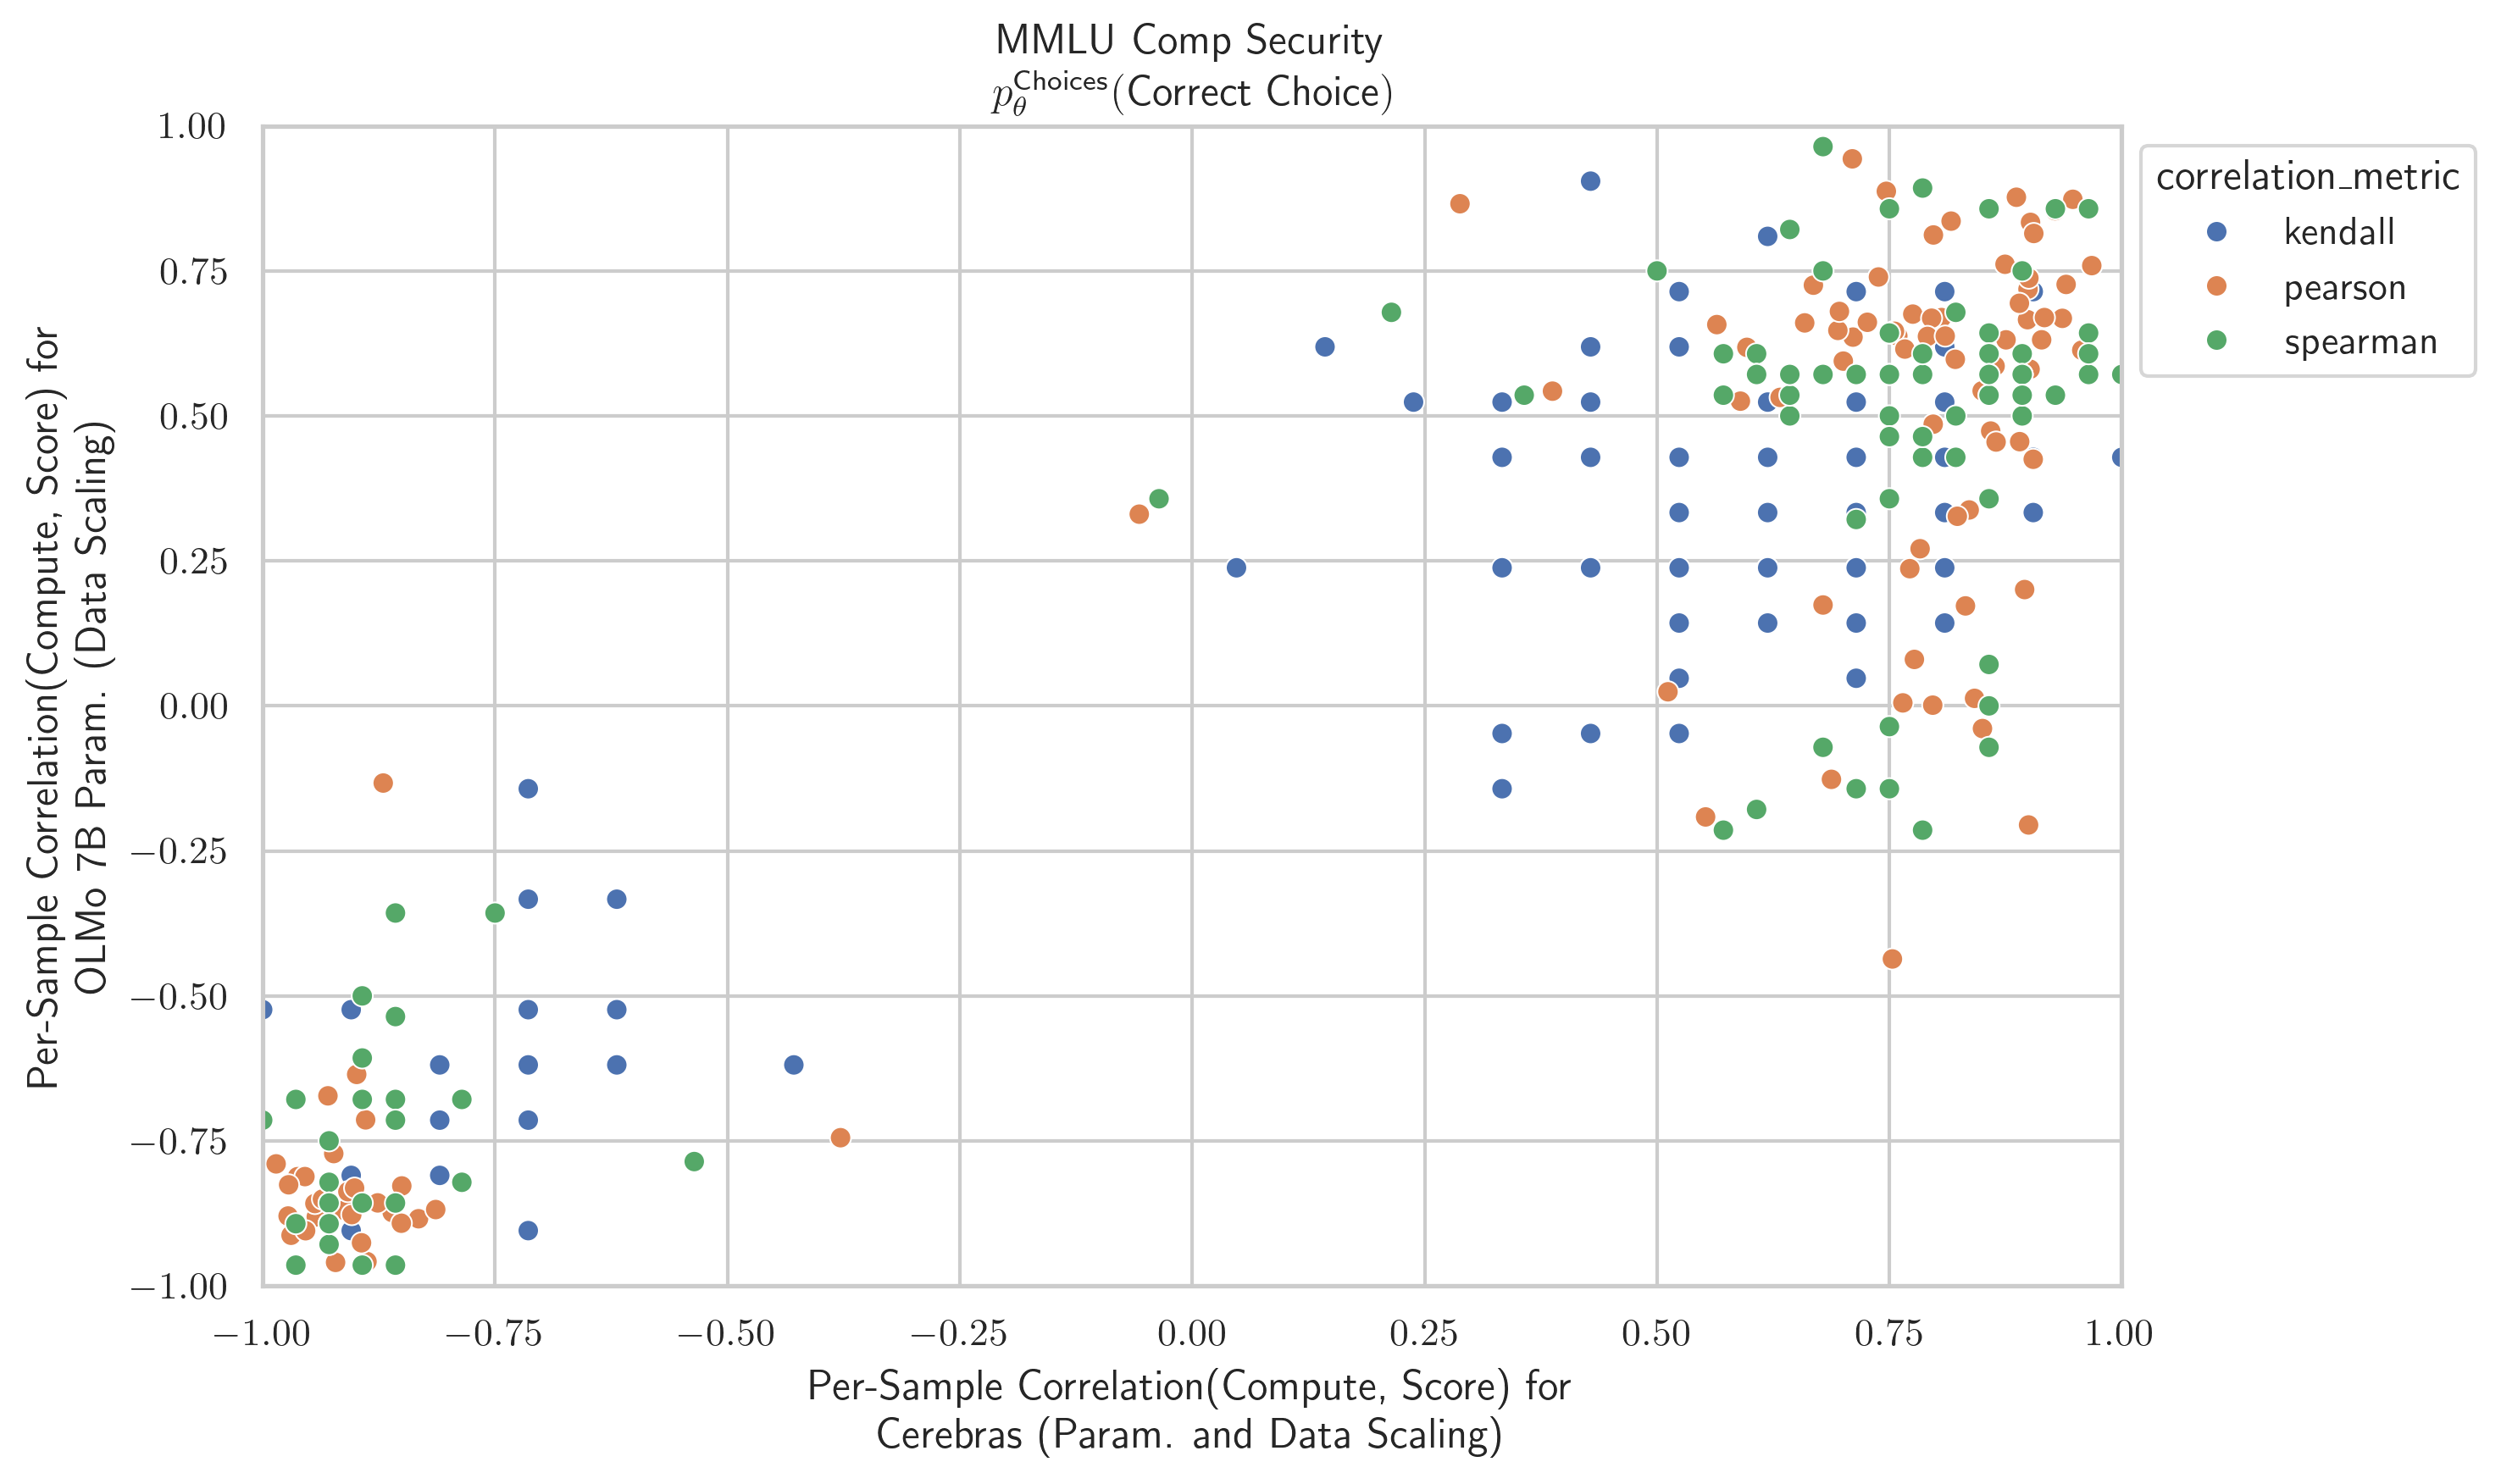 MMLU Comp Security
p_θ^Choices(Correct Choice)
Per-Sample Correlation(Compute, Score) for
OLMo 7B Param. (Data Scaling)
1.00
0.75
0.50
0.25
0.00
−0.25
−0.50
−0.75
−1.00
−1.00 −0.75 −0.50 −0.25 0.00 0.25 0.50 0.75 1.00
Per-Sample Correlation(Compute, Score) for
Cerebras (Param. and Data Scaling)
correlation_metric
kendall
pearson
spearman